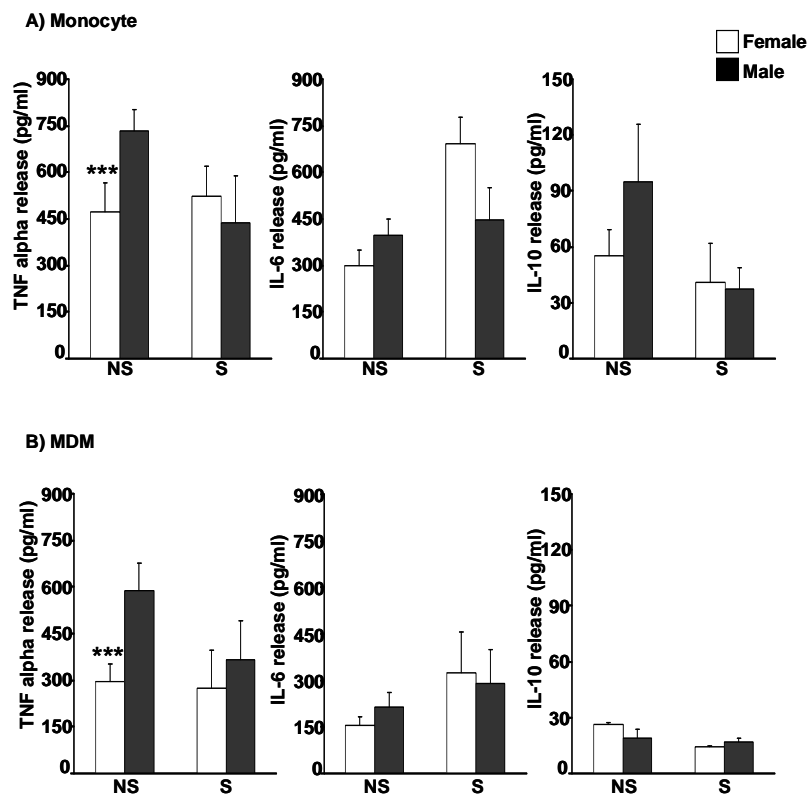 A) Monocyte
Female
Male
TNF alpha release (pg/ml)
900
750
600
450
300
150
0
***
NS
S
IL-6 release (pg/ml)
900
750
600
450
300
150
0
NS
S
IL-10 release (pg/ml)
150
120
90
60
30
0
NS
S
B) MDM
TNF alpha release (pg/ml)
900
750
600
450
300
150
0
***
NS
S
IL-6 release (pg/ml)
900
750
600
450
300
150
0
NS
S
IL-10 release (pg/ml)
150
120
90
60
30
0
NS
S